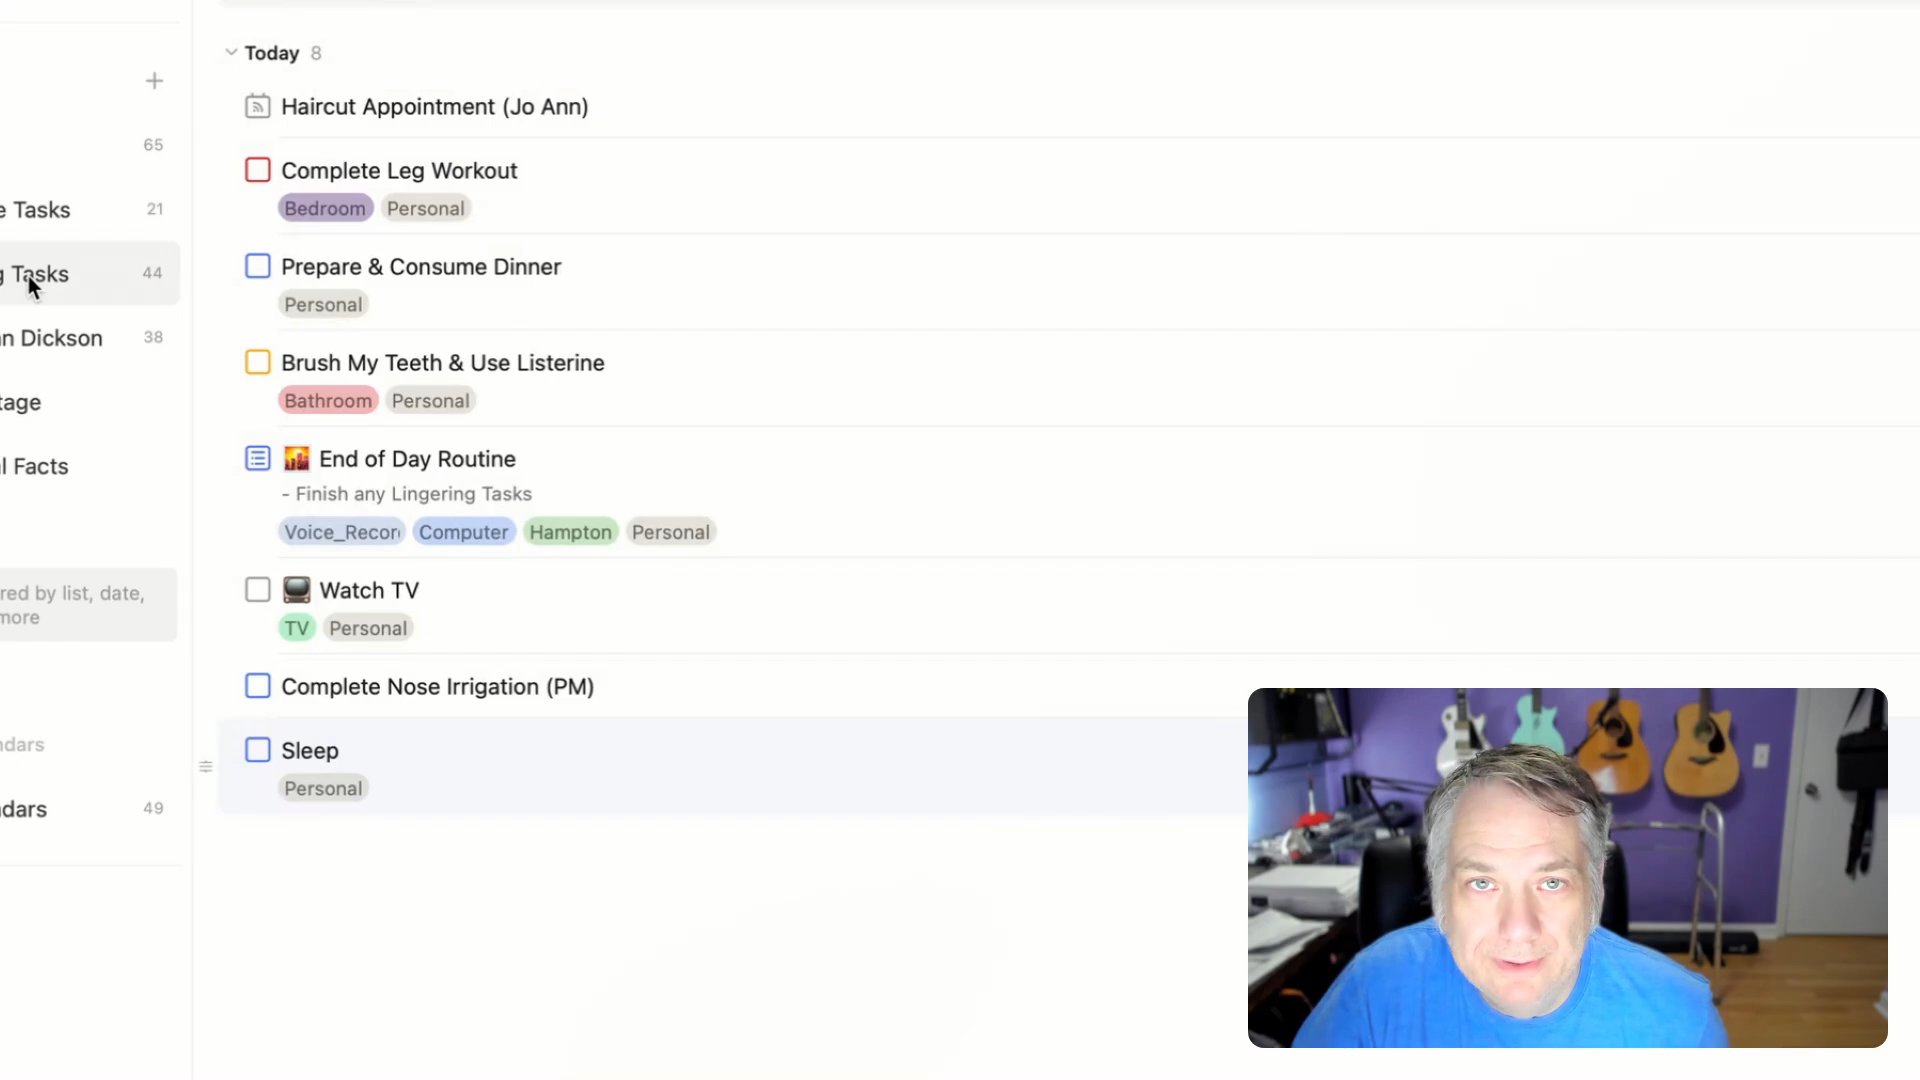 65
e Tasks 21
g Tasks 44
n Dickson 38
tage
l Facts
red by list, date,
more
ndars
dars 49
Today 8
Haircut Appointment (Jo Ann)
Complete Leg Workout
Bedroom Personal
Prepare & Consume Dinner
Personal
Brush My Teeth & Use Listerine
Bathroom Personal
End of Day Routine
- Finish any Lingering Tasks
Voice_Recor Computer Hampton Personal
Watch TV
TV Personal
Complete Nose Irrigation (PM)
Sleep
Personal